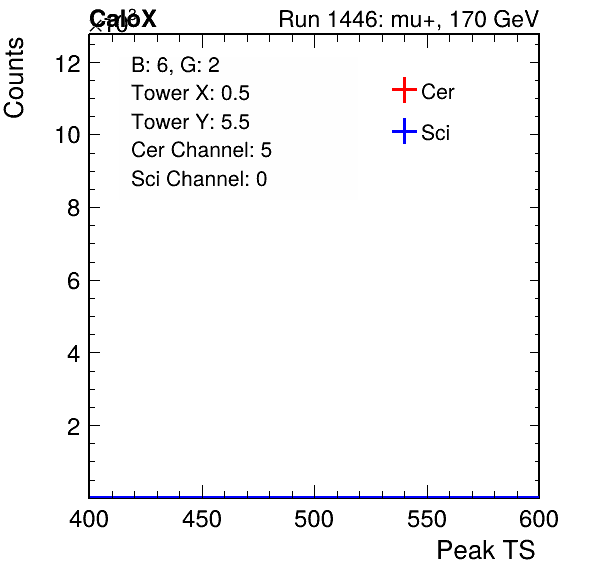 ×10³
CaloX
Run 1446: mu+, 170 GeV
Counts
B: 6, G: 2
Tower X: 0.5
Tower Y: 5.5
Cer Channel: 5
Sci Channel: 0
Cer
Sci
12
10
8
6
4
2
400 450 500 550 600
Peak TS